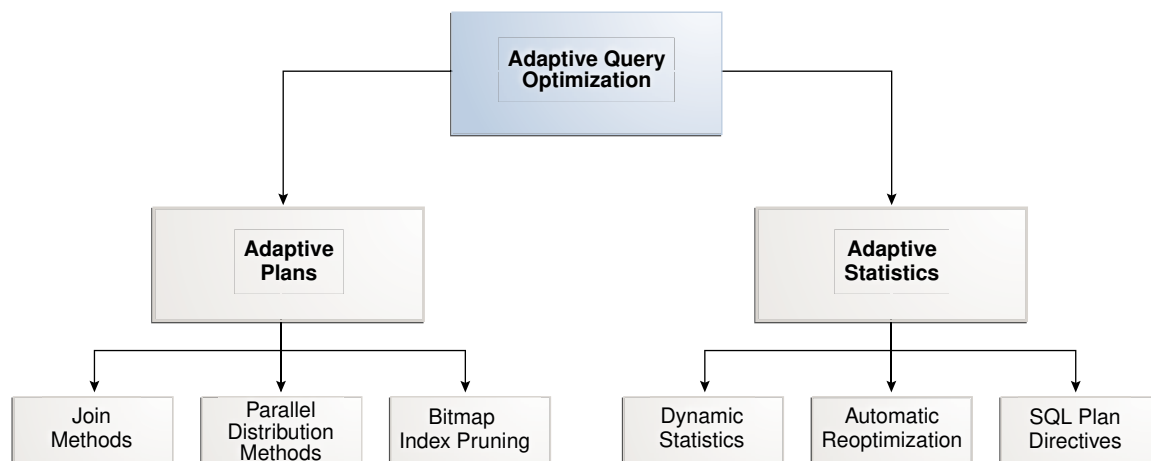 Adaptive Query
Optimization
Adaptive
Plans
Adaptive
Statistics
Join
Methods
Parallel
Distribution
Methods
Bitmap
Index Pruning
Dynamic
Statistics
Automatic
Reoptimization
SQL Plan
Directives